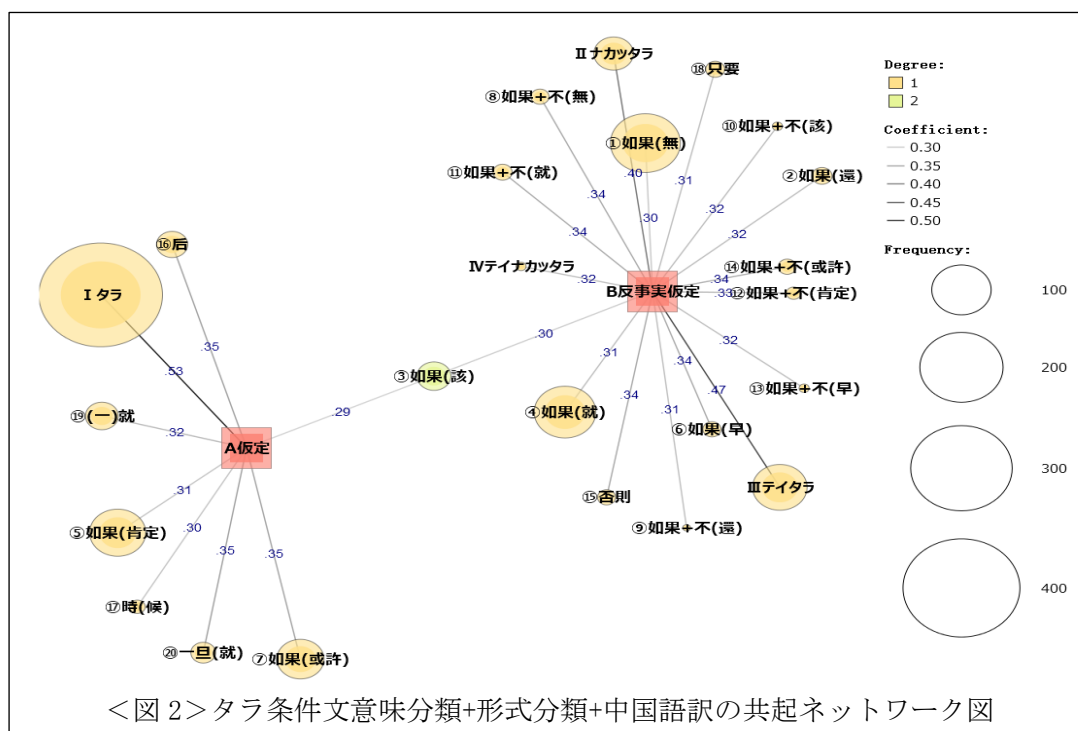 Ⅱナカッタラ
⑱只要
⑧如果+不(無)
⑩如果+不(該)
①如果(無)
⑪如果+不(就)
②如果(還)
.40
.31
.34
.30
.32
.32
.34
⑯后
Ⅰタラ
Ⅳテイナカッタラ
.32
⑭如果+不(或許)
.34
B反事実仮定
.33
⑫如果+不(肯定)
.35
.53
.30
.32
.31
.34
③如果(該)
⑬如果+不(早)
.34
.47
.29
.31
④如果(就)
⑲(一)就
.32
⑥如果(早)
A仮定
Ⅲテイタラ
.31
⑮否則
⑤如果(肯定)
.30
⑨如果+不(還)
.35
.35
⑰時(候)
⑳一旦(就)
⑦如果(或許)
Degree:
1
2
Coefficient:
0.30
0.35
0.40
0.45
0.50
Frequency:
100
200
300
400
＜図2＞タラ条件文意味分類+形式分類+中国語訳の共起ネットワーク図